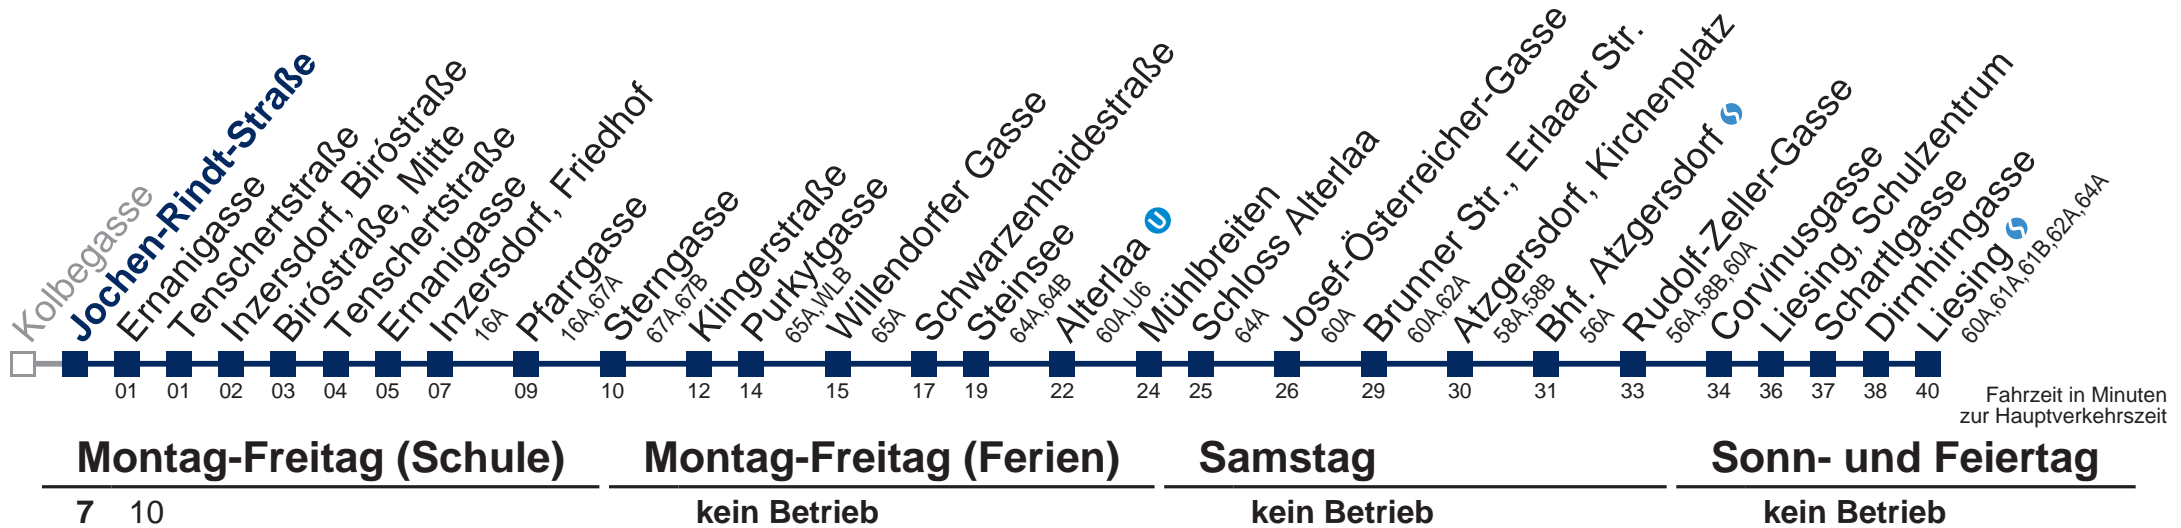 Kolbegasse
Jochen-Rindt-Straße
Ernanigasse
Tenschertstraße
Inzersdorf, Biróstraße
Biróstraße, Mitte
Tenschertstraße
Ernanigasse
Inzersdorf, Friedhof
16A
Pfarrgasse
16A,67A
Sterngasse
67A,67B
Klingerstraße
Purkytgasse
65A,WLB
Willendorfer Gasse
65A
Schwarzenhaidestraße
Steinsee
64A,64B
Alterlaa U
60A,U6
Mühlbreiten
Schloss Alterlaa
64A
Josef-Österreicher-Gasse
60A
Brunner Str., Erlaaer Str.
60A,62A
Atzgersdorf, Kirchenplatz
58A,58B
Bhf. Atzgersdorf
56A
Rudolf-Zeller-Gasse
56A,58B,60A
Corvinusgasse
Liesing, Schulzentrum
Schartlgasse
Dirmhirngasse
Liesing
60A,61A,61B,62A,64A
01 01 02 03 04 05 07 09 10 12 14 15 17 19 22 24 25 26 29 30 31 33 34 36 37 38 40
Fahrzeit in Minuten
zur Hauptverkehrszeit
Montag-Freitag (Schule) Montag-Freitag (Ferien) Samstag Sonn- und Feiertag
7 10 kein Betrieb kein Betrieb kein Betrieb